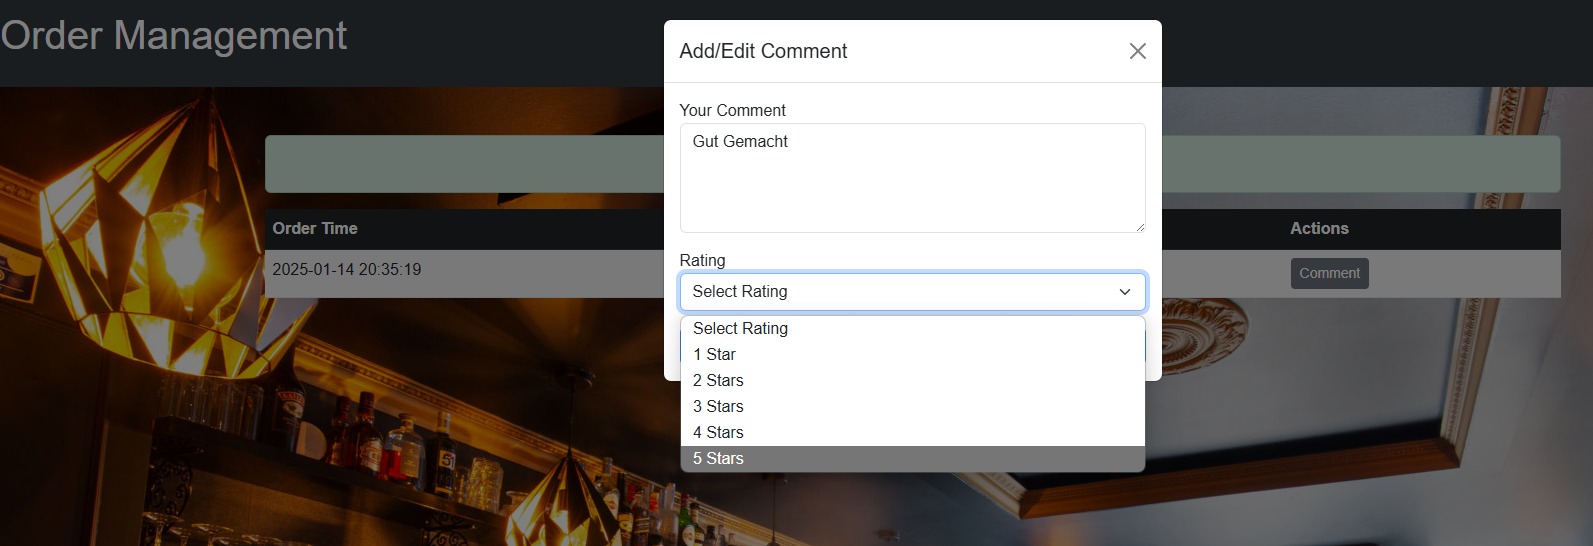 Order Management
Add/Edit Comment
Your Comment
Gut Gemacht
Order Time
Actions
2025-01-14 20:35:19
Comment
Rating
Select Rating
Select Rating
1 Star
2 Stars
3 Stars
4 Stars
5 Stars
51